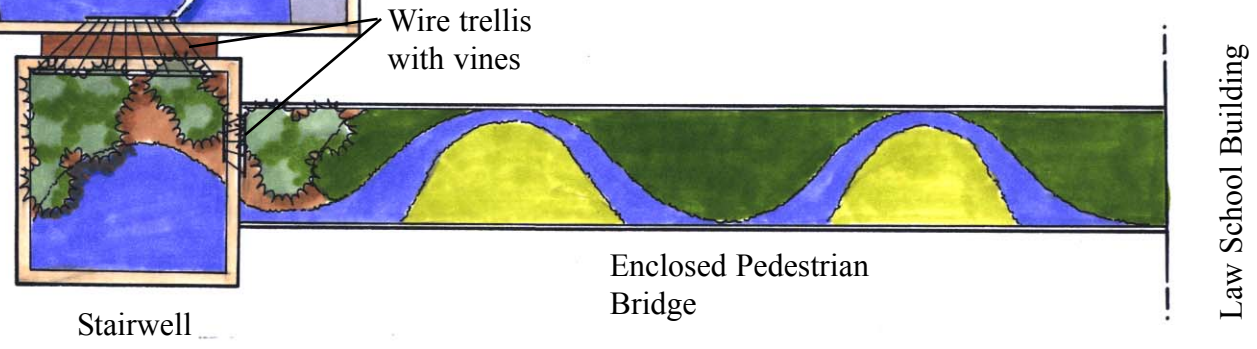 Wire trellis
with vines
Law School Building
Enclosed Pedestrian
Bridge
Stairwell